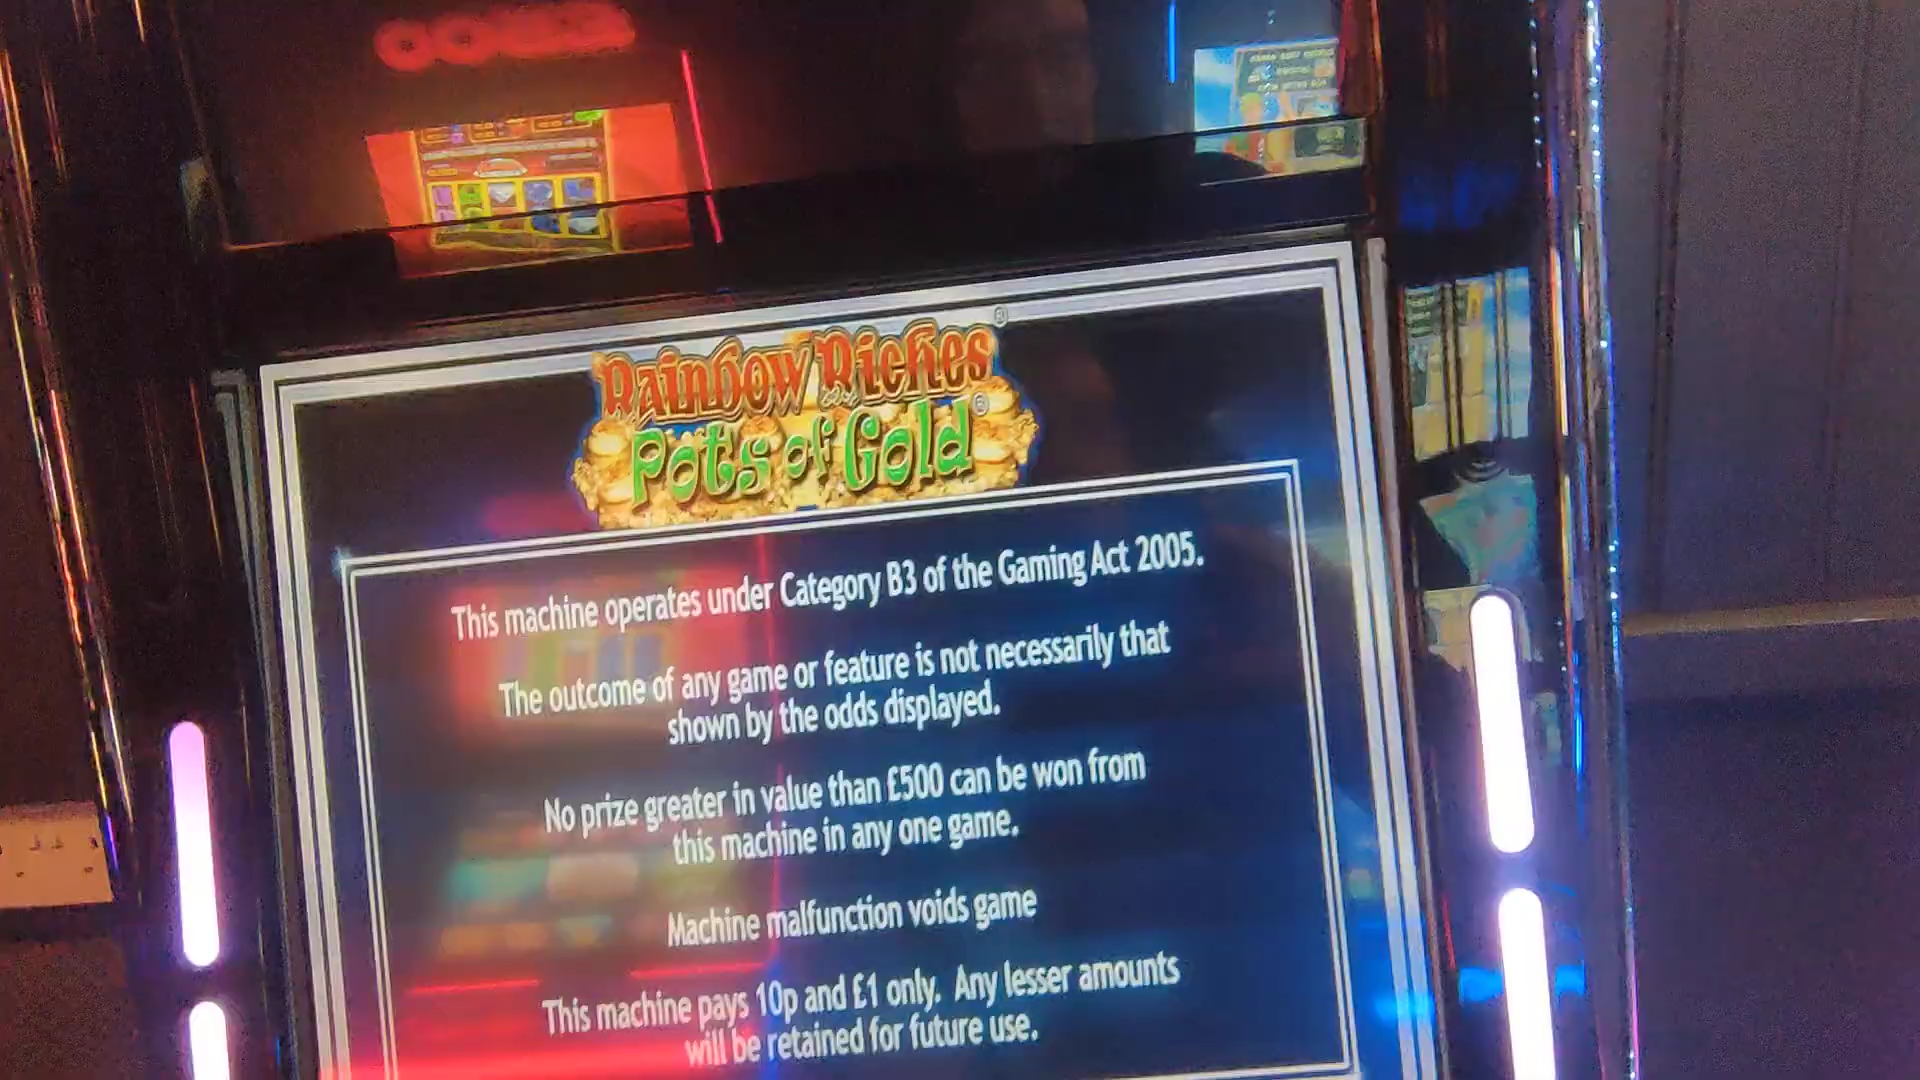 Rainbow Riches®
Pots of Gold®
This machine operates under Category B3 of the Gaming Act 2005.
The outcome of any game or feature is not necessarily that
shown by the odds displayed.
No prize greater in value than £500 can be won from
this machine in any one game.
Machine malfunction voids game
This machine pays 10p and £1 only. Any lesser amounts
will be retained for future use.